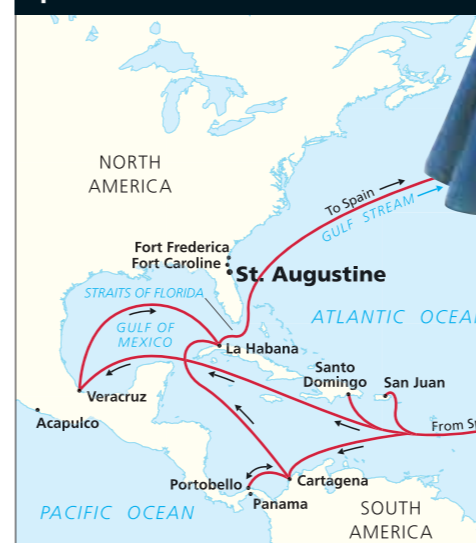 NORTH
AMERICA
To Spain
GULF STREAM
Fort Frederica
Fort Caroline
St. Augustine
STRAITS OF FLORIDA
GULF OF
MEXICO
ATLANTIC OCEA
La Habana
Santo
Domingo
San Juan
Veracruz
Acapulco
From S
Portobello
Cartagena
Panama
PACIFIC OCEAN
SOUTH
AMERICA